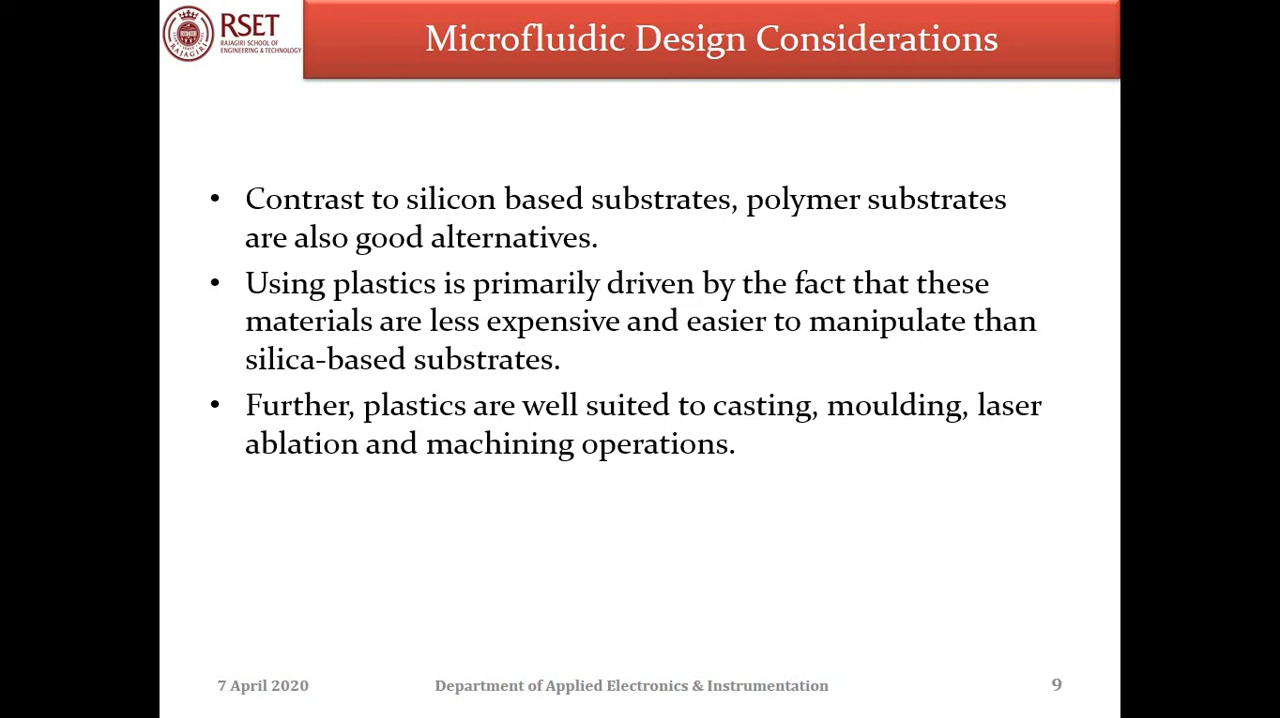 RSET
RAJAGIRI SCHOOL OF
ENGINEERING & TECHNOLOGY
RAJAGIRI
Microfluidic Design Considerations
• Contrast to silicon based substrates, polymer substrates
are also good alternatives.
• Using plastics is primarily driven by the fact that these
materials are less expensive and easier to manipulate than
silica-based substrates.
• Further, plastics are well suited to casting, moulding, laser
ablation and machining operations.
7 April 2020
Department of Applied Electronics & Instrumentation
9